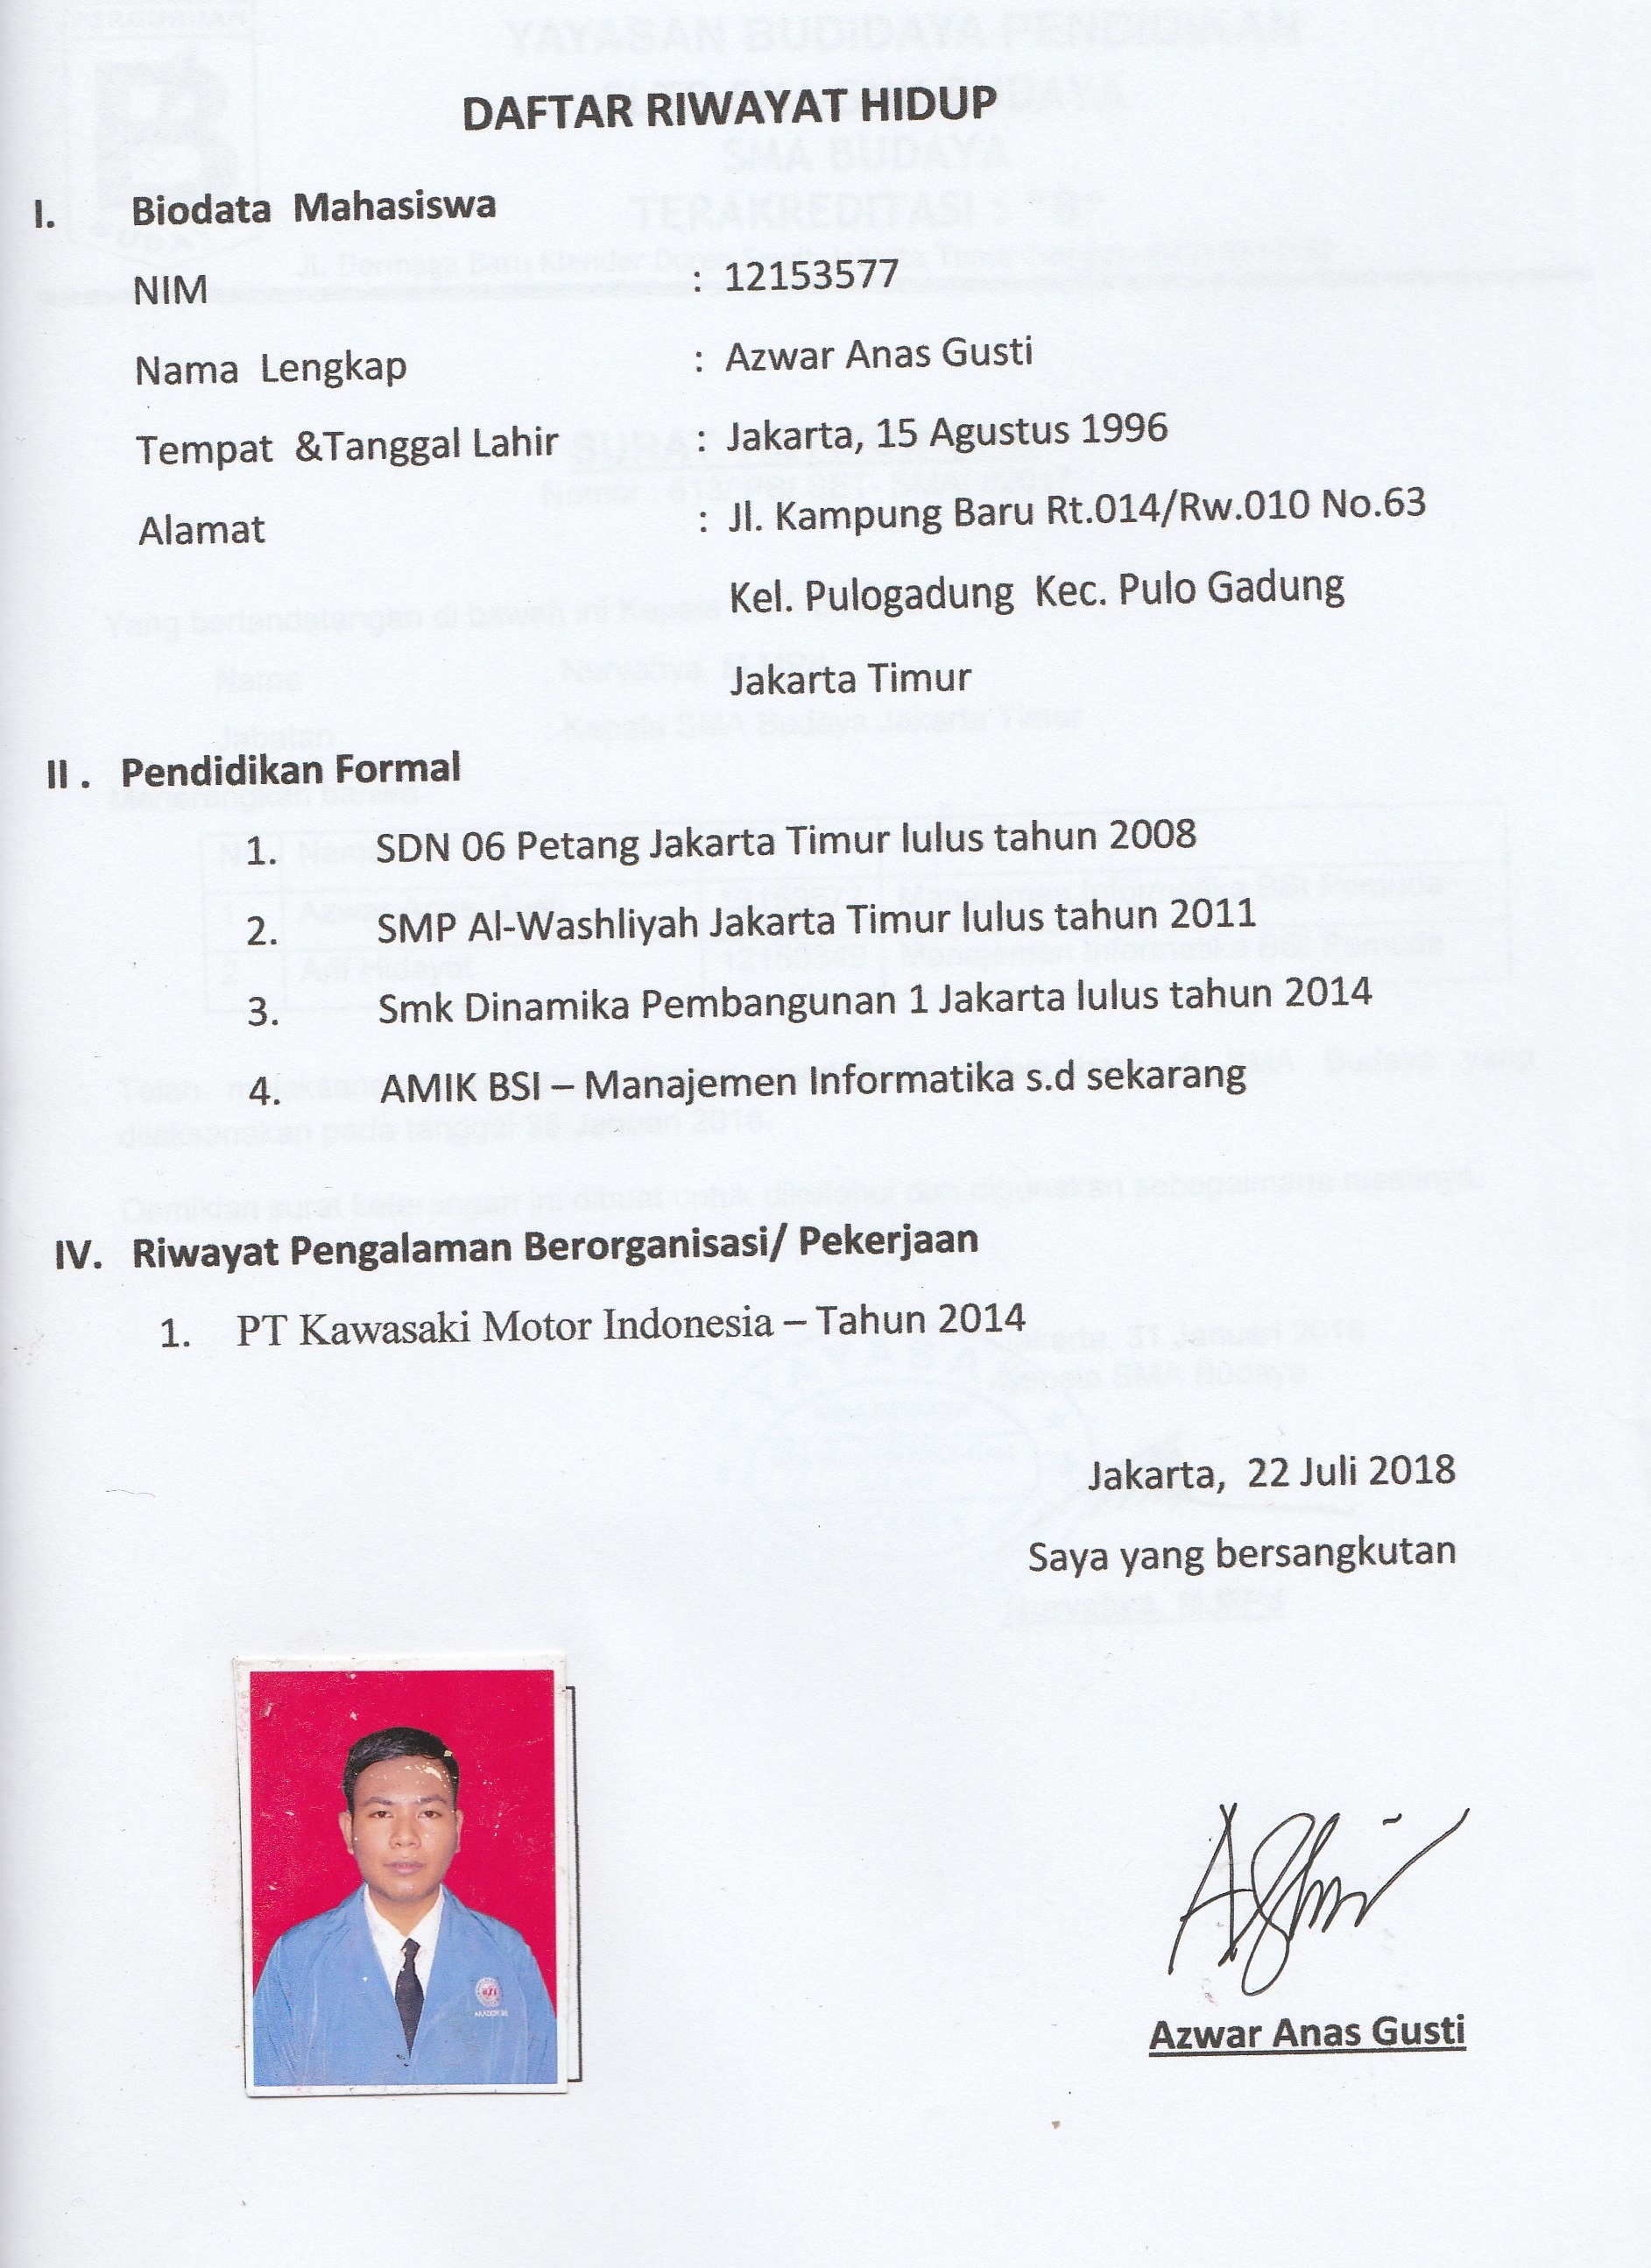 DAFTAR RIWAYAT HIDUP
I. Biodata Mahasiswa
NIM : 12153577
Nama Lengkap : Azwar Anas Gusti
Tempat &Tanggal Lahir : Jakarta, 15 Agustus 1996
Alamat : Jl. Kampung Baru Rt.014/Rw.010 No.63
Kel. Pulogadung Kec. Pulo Gadung
Jakarta Timur
II . Pendidikan Formal
1. SDN 06 Petang Jakarta Timur lulus tahun 2008
2. SMP Al-Washliyah Jakarta Timur lulus tahun 2011
3. Smk Dinamika Pembangunan 1 Jakarta lulus tahun 2014
4. AMIK BSI – Manajemen Informatika s.d sekarang
IV. Riwayat Pengalaman Berorganisasi/ Pekerjaan
1. PT Kawasaki Motor Indonesia – Tahun 2014
Jakarta, 22 Juli 2018
Saya yang bersangkutan
Azwar Anas Gusti